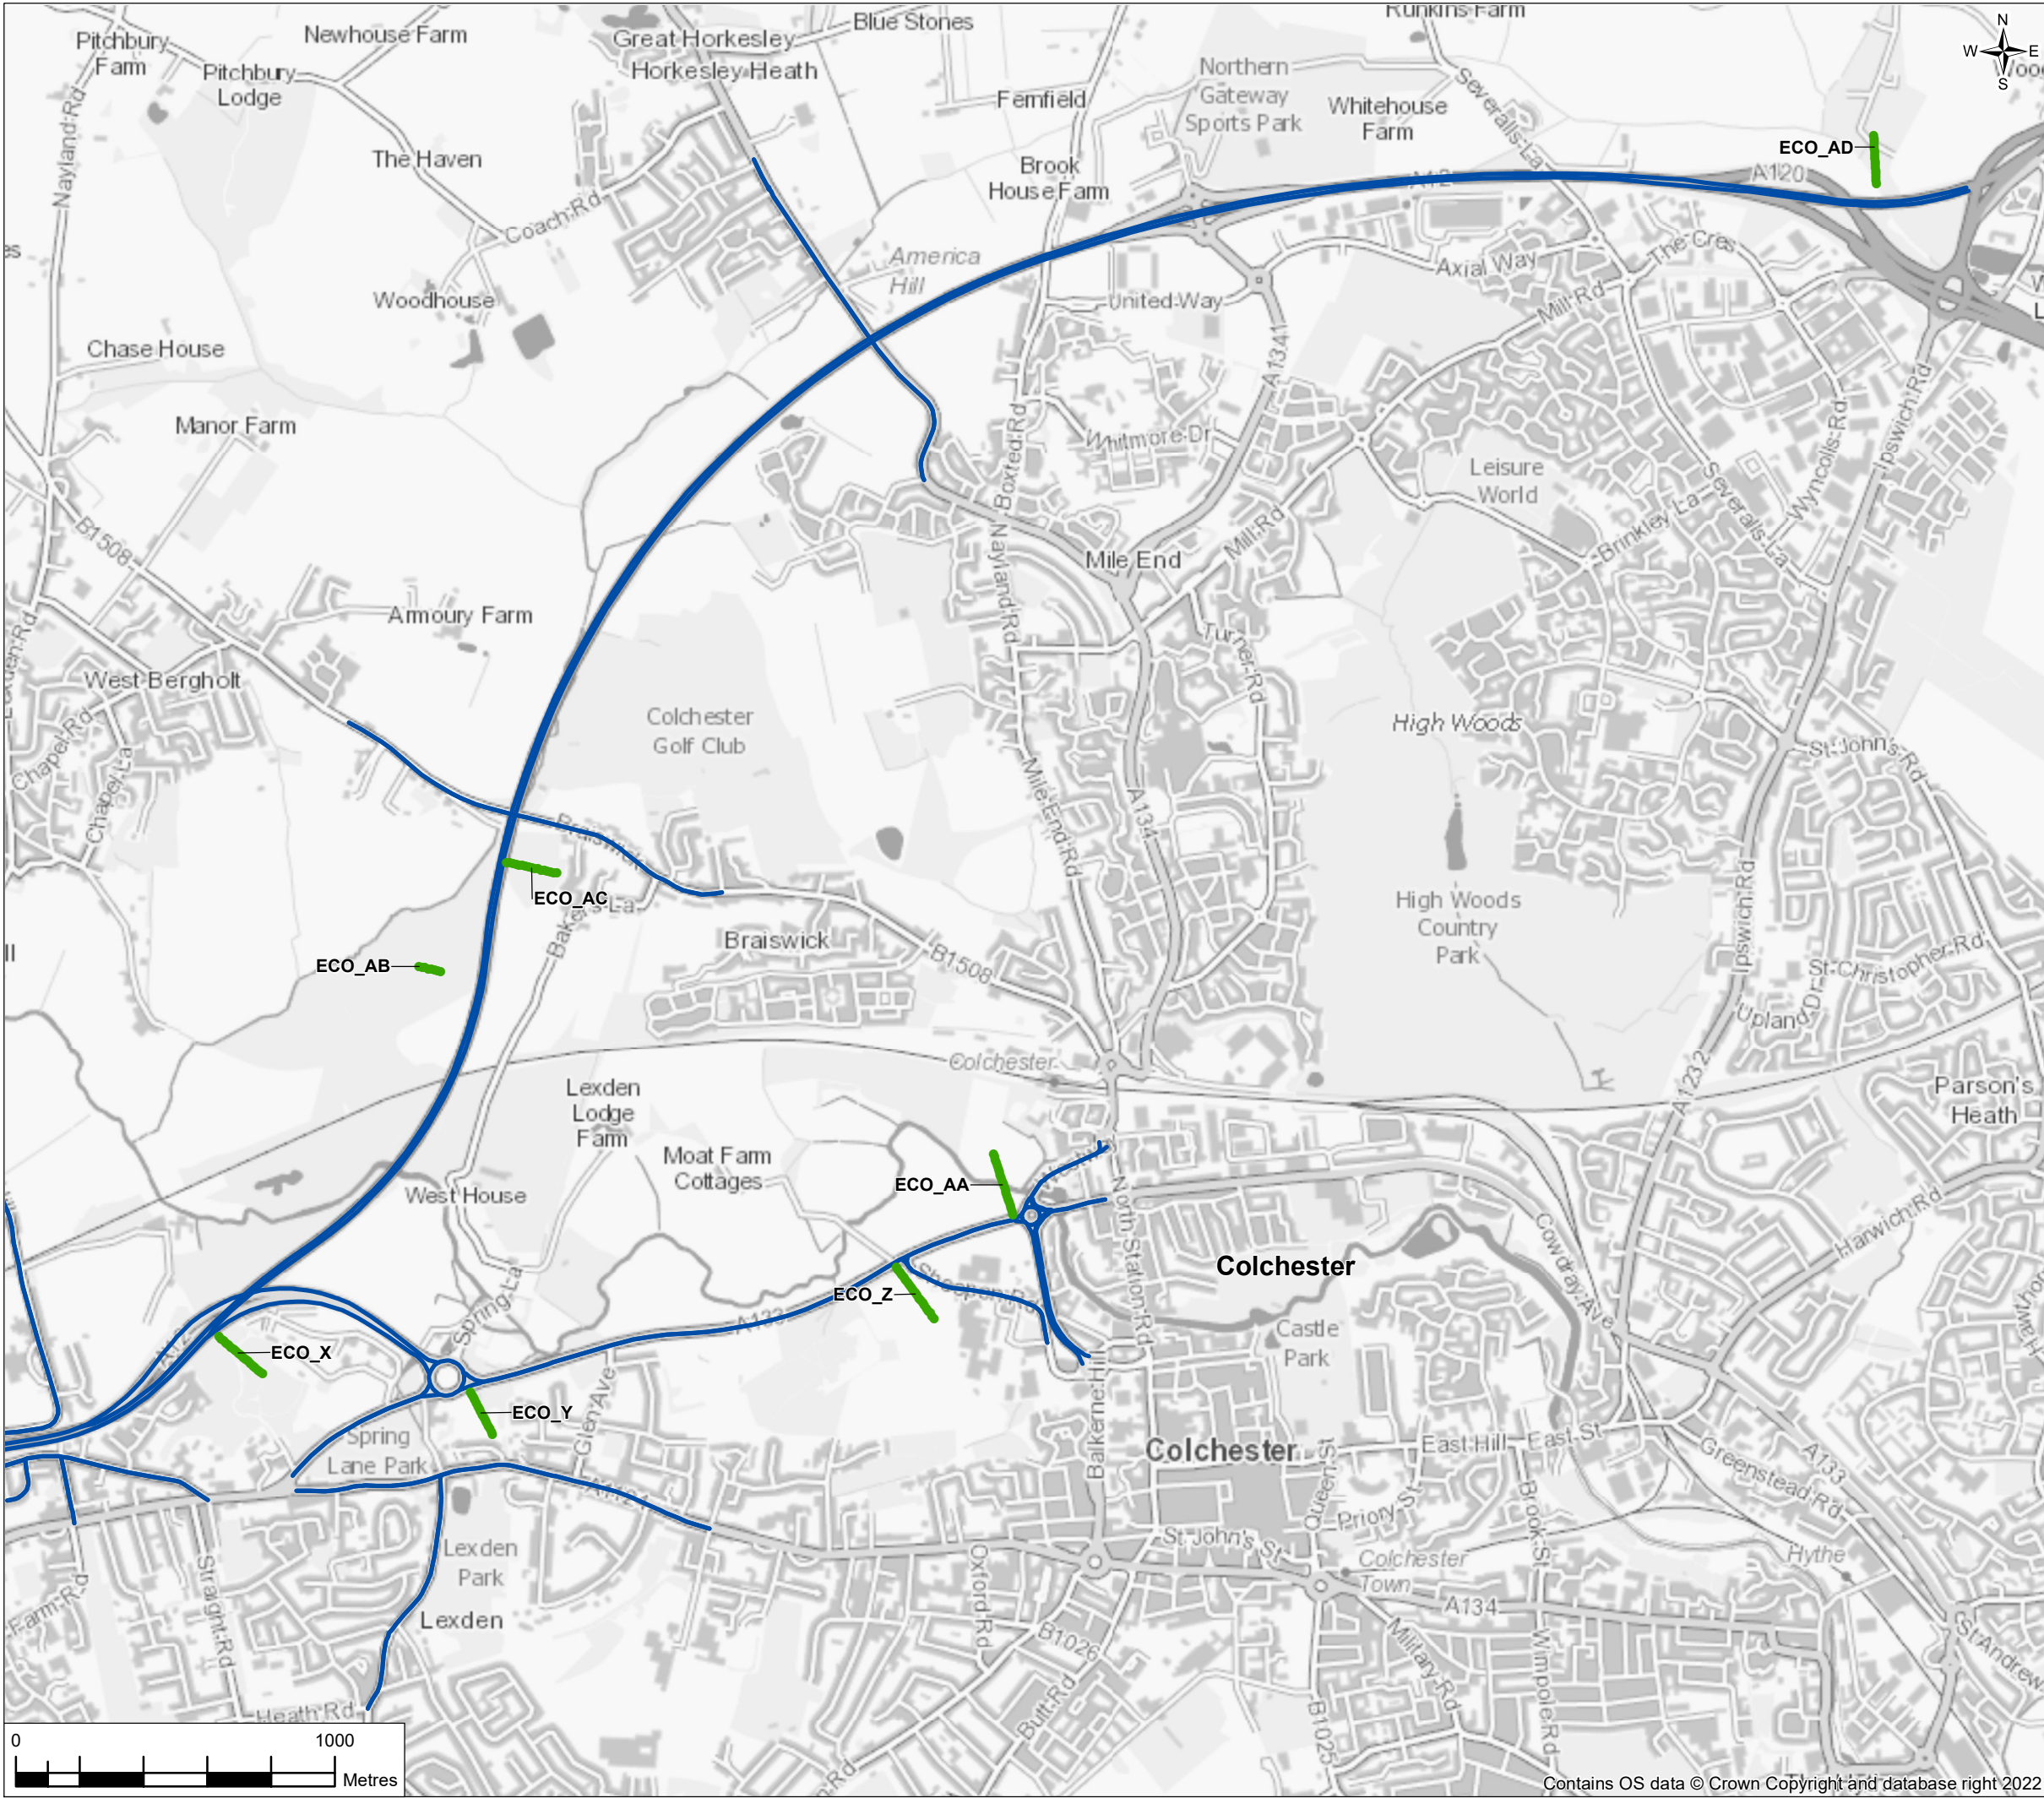 Runkins Farm
Blue Stones
N
W
E
S
Pitchbury
Farm
Newhouse Farm
Great Horkesley
Horkesley Heath
Pitchbury
Lodge
Fernfield
Northern
Gateway
Sports Park
Whitehouse
Farm
Severalls La
Nayland Rd
The Haven
Brook
House Farm
ECO_AD
A12
A120
Coach Rd
America
Hill
Axial Way
The Cres
Woodhouse
United Way
Mill Rd
Chase House
A1341
Ipswich Rd
Manor Farm
Boxted Rd
Whitmore Dr
Leisure
World
Severalls La
Wyncolls Rd
B1508
Nayland Rd
Mill Rd
Brinkley La
Mile End
Armoury Farm
Turner Rd
West Bergholt
Colchester
Golf Club
High Woods
St John's Rd
Chapel Rd
Chapel La
Mile End Rd
A134
Braiswick
ECO_AC
Bakers La
Ipswich Rd
High Woods
Country
Park
Braiswick
B1508
St Christopher Rd
ECO_AB
Upland Dr
Colchester
A1232
Lexden
Lodge
Farm
Parson's
Heath
Moat Farm
Cottages
ECO_AA
West House
North Station Rd
Harwich Rd
Cowdray Ave
Colchester
Spring La
Sheepen Rd
ECO_Z
A133
Castle
Park
A12
ECO_X
Balkerne Hill
Glen Ave
ECO_Y
Spring
Lane Park
Colchester
Queen St
East Hill
East St
A133
Greenstead Rd
A1124
Priory St
Brook St
St John's St
Lexden
Park
Oxford Rd
Colchester
Town
Hythe
Straight Rd
Farm Rd
Lexden
A134
B1026
Military Rd
Wimpole Rd
St Andrew
Heath Rd
Butt Rd
B1025
0
1000
Metres
Contains OS data © Crown Copyright and database right 2022